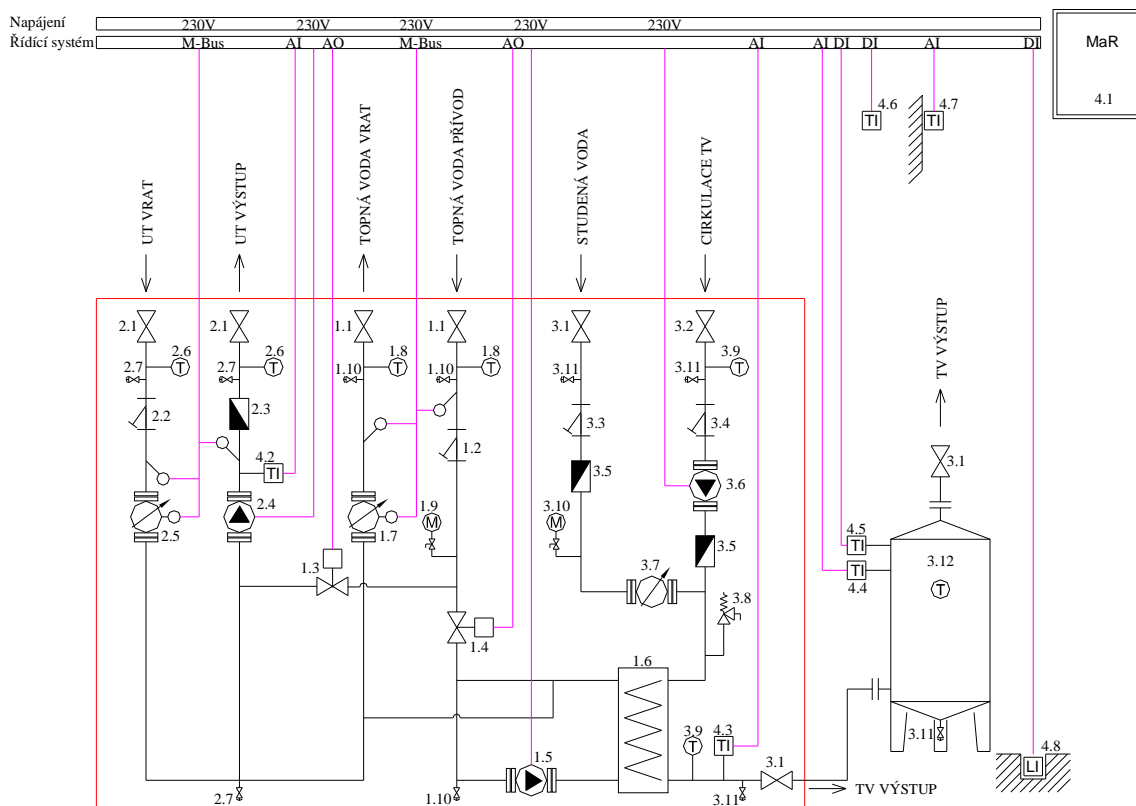 Napájení 230V 230V 230V 230V 230V
Řídící systém M-Bus AI AO M-Bus AO AI AI DI DI AI DI
MaR
4.1
4.6 4.7
TI TI
UT VRAT
UT VÝSTUP
TOPNÁ VODA VRAT
TOPNÁ VODA PŘÍVOD
STUDENÁ VODA
CIRKULACE TV
TV VÝSTUP
2.1 2.1 1.1 1.1 3.1 3.2
2.6 2.6 1.8 1.8 3.9
2.7 T 2.7 T 1.10 T 1.10 T 3.11 3.11 T
2.2 2.3 1.2 3.3 3.4
4.2 3.5 3.1
TI 3.6
2.4 1.9 3.10
M M
2.5 1.7 3.5 4.5
TI
1.3 3.7 3.12
TI
4.4 T
3.8
1.4
1.6
4.3
3.9 TI
T
1.5 3.1 3.11
4.8
LI
2.7 1.10 3.11 TV VÝSTUP